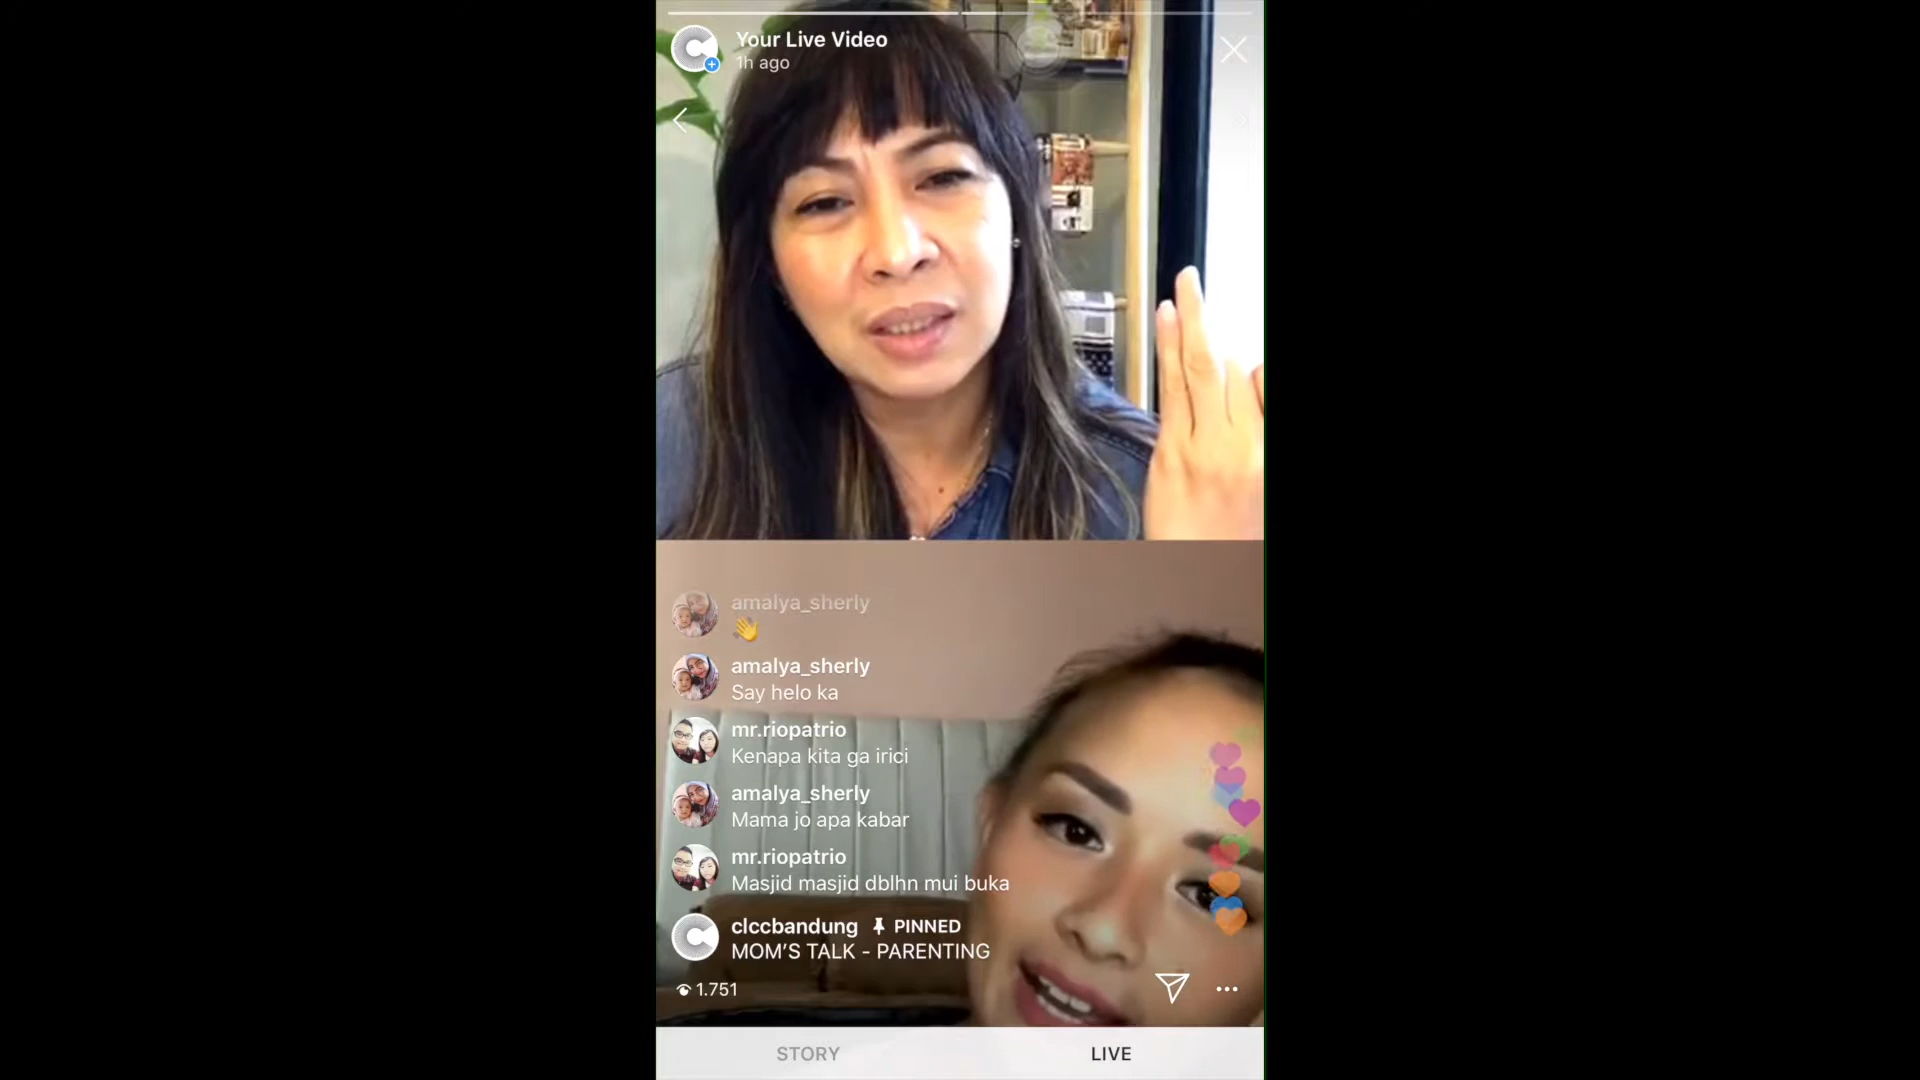 Your Live Video
1h ago
amalya_sherly
👋
amalya_sherly
Say helo ka
mr.riopatrio
Kenapa kita ga irici
amalya_sherly
Mama jo apa kabar
mr.riopatrio
Masjid masjid dblhn mui buka
clccbandung PINNED
MOM'S TALK - PARENTING
1.751
STORY LIVE